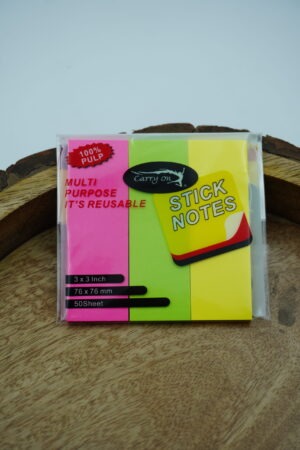 100%
PULP
MULTI
PURPOSE
IT'S REUSABLE
Carry On
STICK
NOTES
3 x 3 Inch
76 x 76 mm
50Sheet